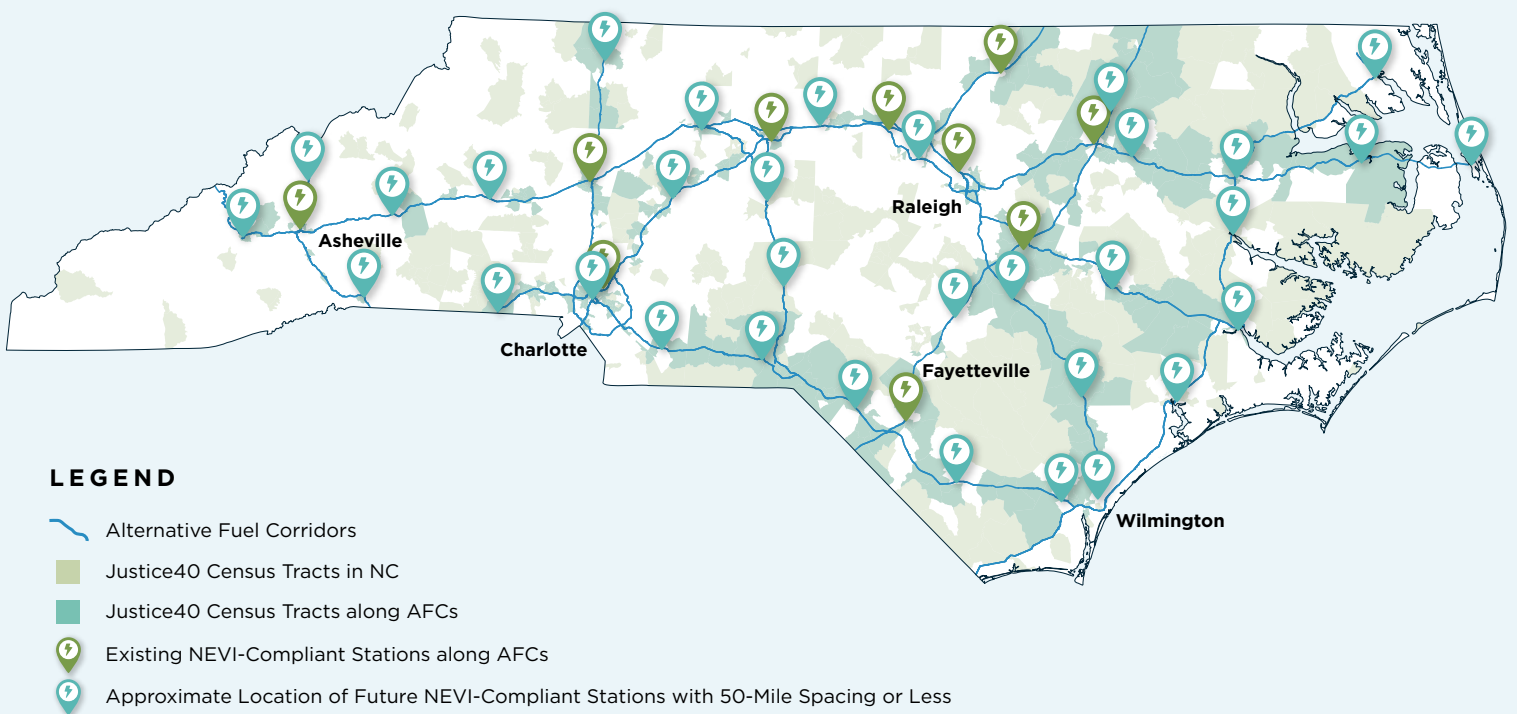 Raleigh
Asheville
Charlotte
Fayetteville
Wilmington
LEGEND
Alternative Fuel Corridors
Justice40 Census Tracts in NC
Justice40 Census Tracts along AFCs
Existing NEVI-Compliant Stations along AFCs
Approximate Location of Future NEVI-Compliant Stations with 50-Mile Spacing or Less